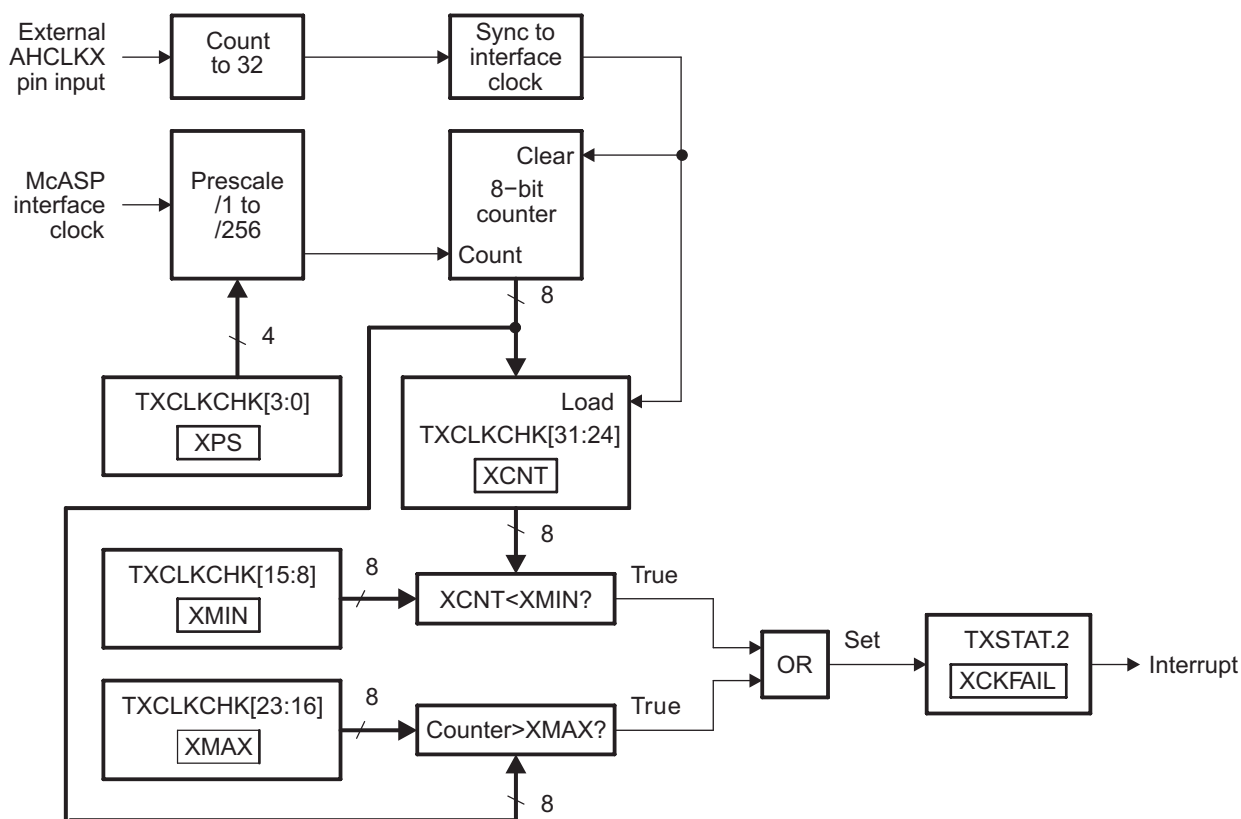 External
AHCLKX
pin input
Count
to 32
Sync to
interface
clock
McASP
interface
clock
Prescale
/1 to
/256
Clear
8−bit
counter
Count
8
4
TXCLKCHK[3:0]
XPS
Load
TXCLKCHK[31:24]
XCNT
8
TXCLKCHK[15:8]
XMIN
8
XCNT<XMIN?
True
TXCLKCHK[23:16]
XMAX
8
Counter>XMAX?
True
8
OR
Set
TXSTAT.2
XCKFAIL
Interrupt